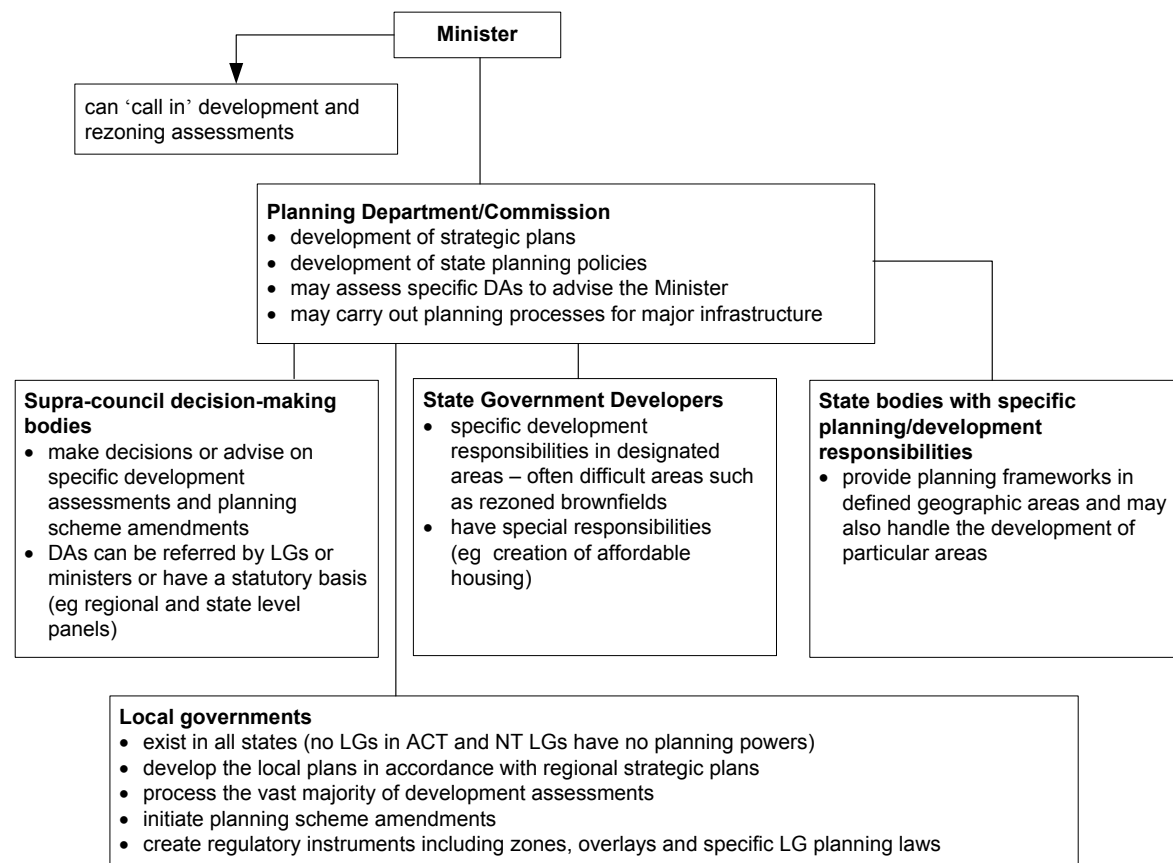 Minister
can ‘call in’ development and
rezoning assessments
Planning Department/Commission
• development of strategic plans
• development of state planning policies
• may assess specific DAs to advise the Minister
• may carry out planning processes for major infrastructure
Supra-council decision-making
bodies
• make decisions or advise on
specific development
assessments and planning
scheme amendments
• DAs can be referred by LGs or
ministers or have a statutory basis
(eg regional and state level
panels)
State Government Developers
• specific development
responsibilities in designated
areas – often difficult areas such
as rezoned brownfields
• have special responsibilities
(eg creation of affordable
housing)
State bodies with specific
planning/development
responsibilities
• provide planning frameworks in
defined geographic areas and may
also handle the development of
particular areas
Local governments
• exist in all states (no LGs in ACT and NT LGs have no planning powers)
• develop the local plans in accordance with regional strategic plans
• process the vast majority of development assessments
• initiate planning scheme amendments
• create regulatory instruments including zones, overlays and specific LG planning laws